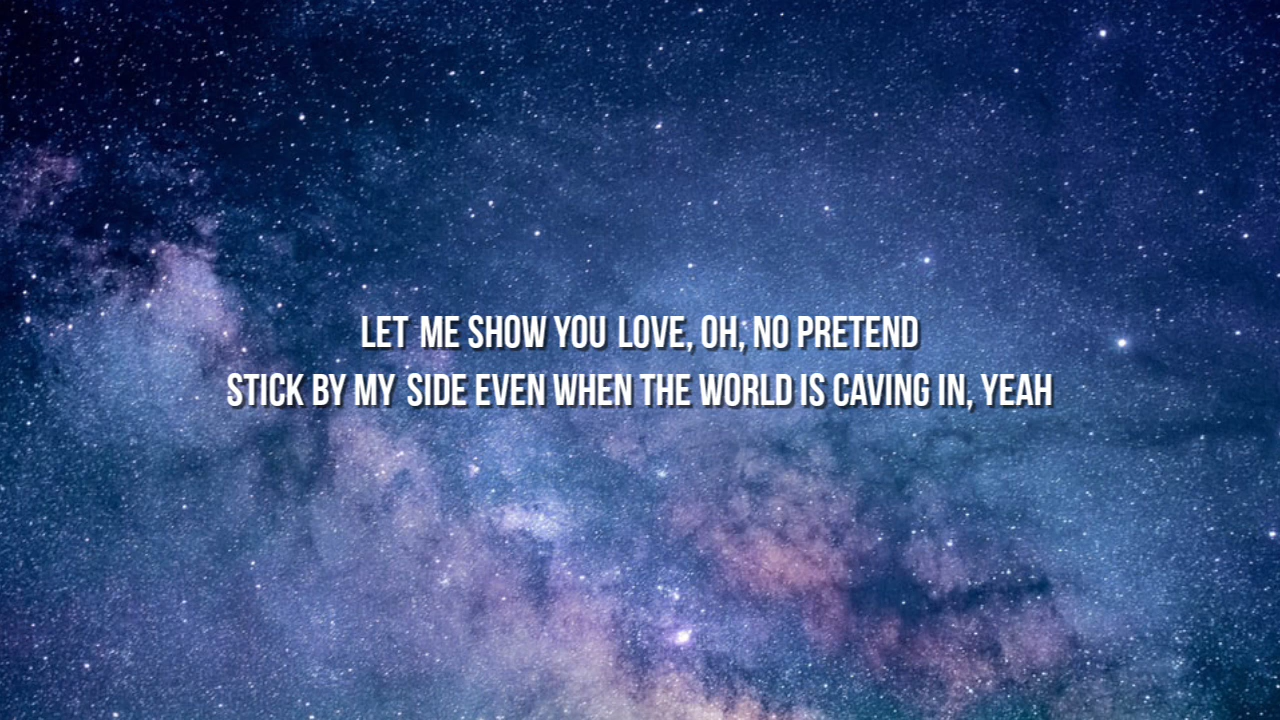 LET ME SHOW YOU LOVE, OH, NO PRETEND
STICK BY MY SIDE EVEN WHEN THE WORLD IS CAVING IN, YEAH